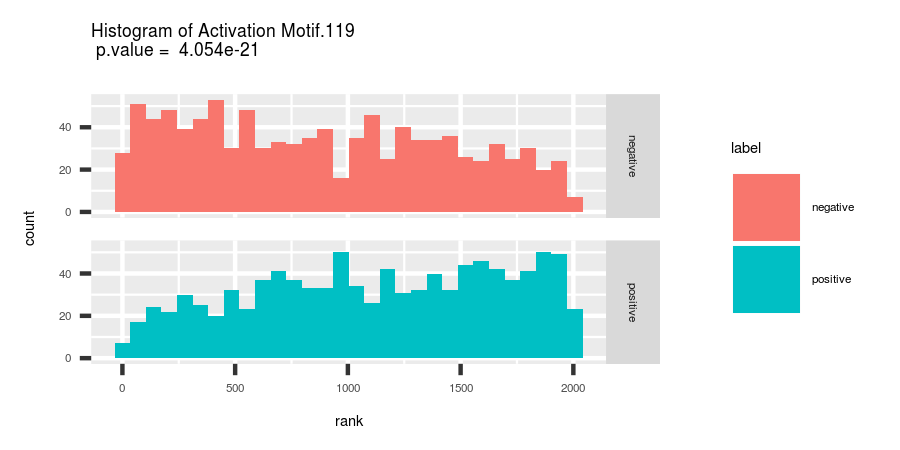 Histogram of Activation Motif.119
p.value = 4.054e-21
count
40
20
0
negative
40
20
0
positive
0
500
1000
1500
2000
rank
label
negative
positive